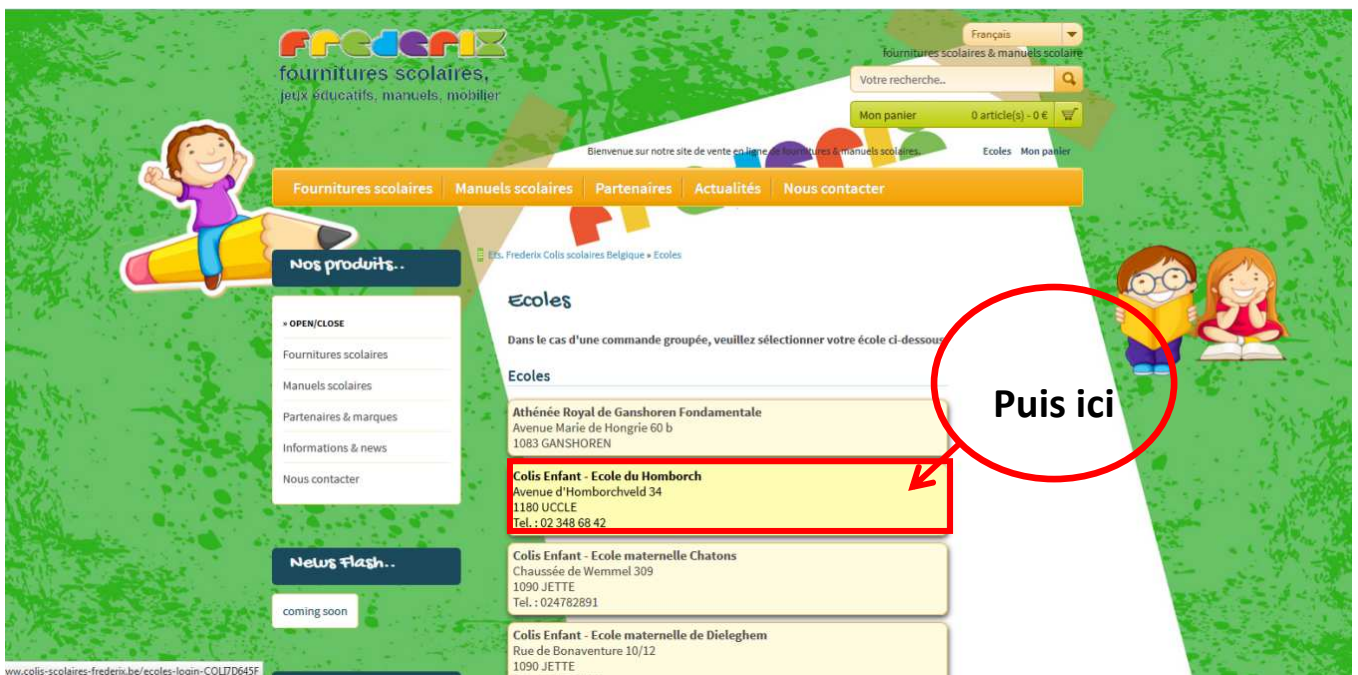 FREDERIX
fournitures scolaires,
jeux éducatifs, manuels, mobilier
Français
fournitures scolaires & manuels scolaire
Votre recherche..
Mon panier 0 article(s) - 0 €
Bienvenue sur notre site de vente en ligne de fournitures & manuels scolaires.
Ecoles Mon panier
Fournitures scolaires Manuels scolaires Partenaires Actualités Nous contacter
Nos produits..
» OPEN/CLOSE
Fournitures scolaires
Manuels scolaires
Partenaires & marques
Informations & news
Nous contacter
News Flash..
coming soon
Ets. Frederix Colis scolaires Belgique » Ecoles
Ecoles
Dans le cas d'une commande groupée, veuillez sélectionner votre école ci-dessous
Ecoles
Athénée Royal de Ganshoren Fondamentale
Avenue Marie de Hongrie 60 b
1083 GANSHOREN
Colis Enfant - Ecole du Homborch
Avenue d'Homborchveld 34
1180 UCCLE
Tel. : 02 348 68 42
Colis Enfant - Ecole maternelle Chatons
Chaussée de Wemmel 309
1090 JETTE
Tel. : 024782891
Colis Enfant - Ecole maternelle de Dieleghem
Rue de Bonaventure 10/12
1090 JETTE
Puis ici
ww.colis-scolaires-frederix.be/ecoles-login-COLI7D645F